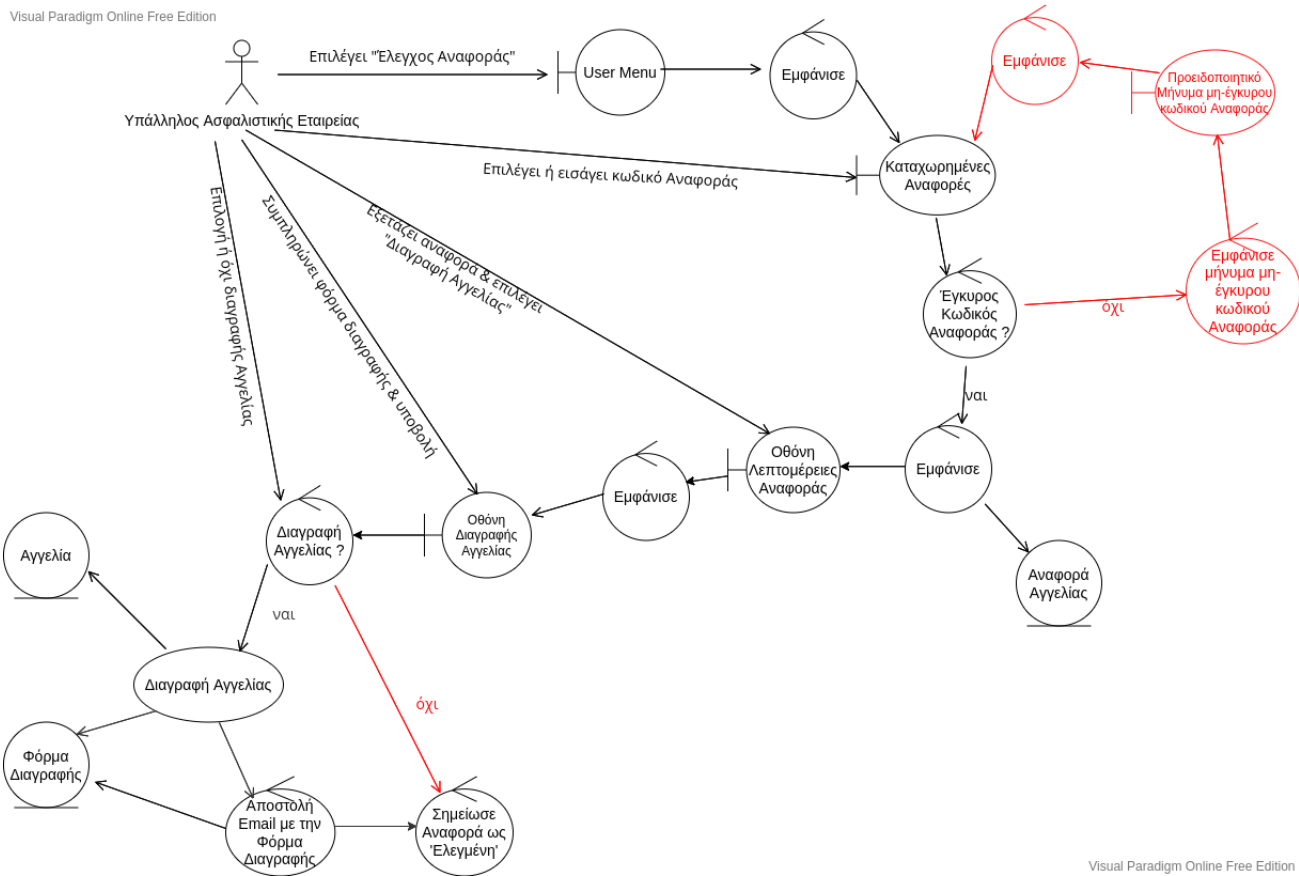 Visual Paradigm Online Free Edition
Επιλέγει "Έλεγχος Αναφοράς"
User Menu
Εμφάνισε
Εμφάνισε
Προειδοποιητικό
Μήνυμα μη-έγκυρου
κωδικού Αναφοράς
Υπάλληλος Ασφαλιστικής Εταιρείας
Επιλέγει ή εισάγει κωδικό Αναφοράς
Καταχωρημένες
Αναφορές
Επιλογή ή όχι διαγραφής Αγγελίας
Συμπληρώνει φόρμα διαγραφής & υποβολή
Εξετάζει αναφορα & επιλέγει
"Διαγραφή Αγγελίας"
Έγκυρος
Κωδικός
Αναφοράς ?
όχι
Εμφάνισε
μήνυμα μη-
έγκυρου
κωδικού
Αναφοράς
ναι
Οθόνη
Λεπτομέρειες
Αναφοράς
Εμφάνισε
Εμφάνισε
Οθόνη
Διαγραφής
Αγγελίας
Διαγραφή
Αγγελίας ?
Αγγελία
Αναφορά
Αγγελίας
ναι
Διαγραφή Αγγελίας
όχι
Φόρμα
Διαγραφής
Αποστολή
Email με την
Φόρμα
Διαγραφής
Σημείωσε
Αναφορά ως
'Ελεγμένη'
Visual Paradigm Online Free Edition